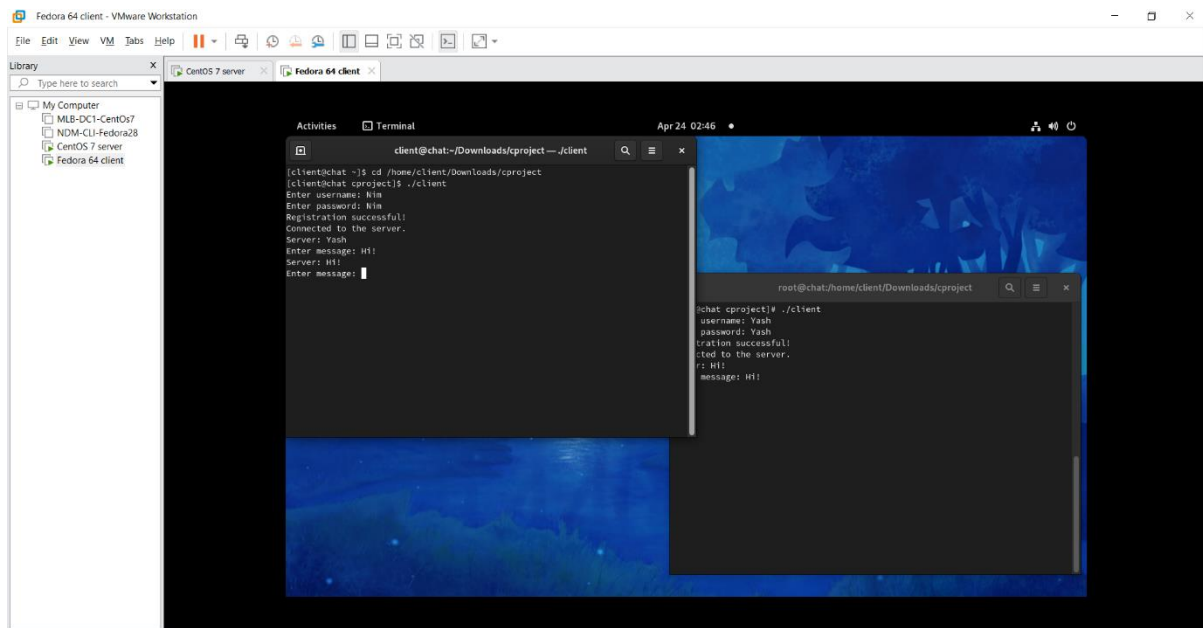 Fedora 64 client - VMware Workstation
File Edit View VM Tabs Help
Library X
Type here to search
CentOS 7 server
Fedora 64 client
My Computer
MLB-DC1-CentOs7
NDM-CLI-Fedora28
CentOS 7 server
Fedora 64 client
Activities Terminal Apr 24 02:46
client@chat:~/Downloads/cproject — ./client
[client@chat ~]$ cd /home/client/Downloads/cproject
[client@chat cproject]$ ./client
Enter username: Nim
Enter password: Nim
Registration successful!
Connected to the server.
Server: Yash
Enter message: Hi!
Server: Hi!
Enter message:
root@chat:/home/client/Downloads/cproject
@chat cproject]# ./client
username: Yash
password: Yash
tration successful!
cted to the server.
r: Hi!
message: Hi!